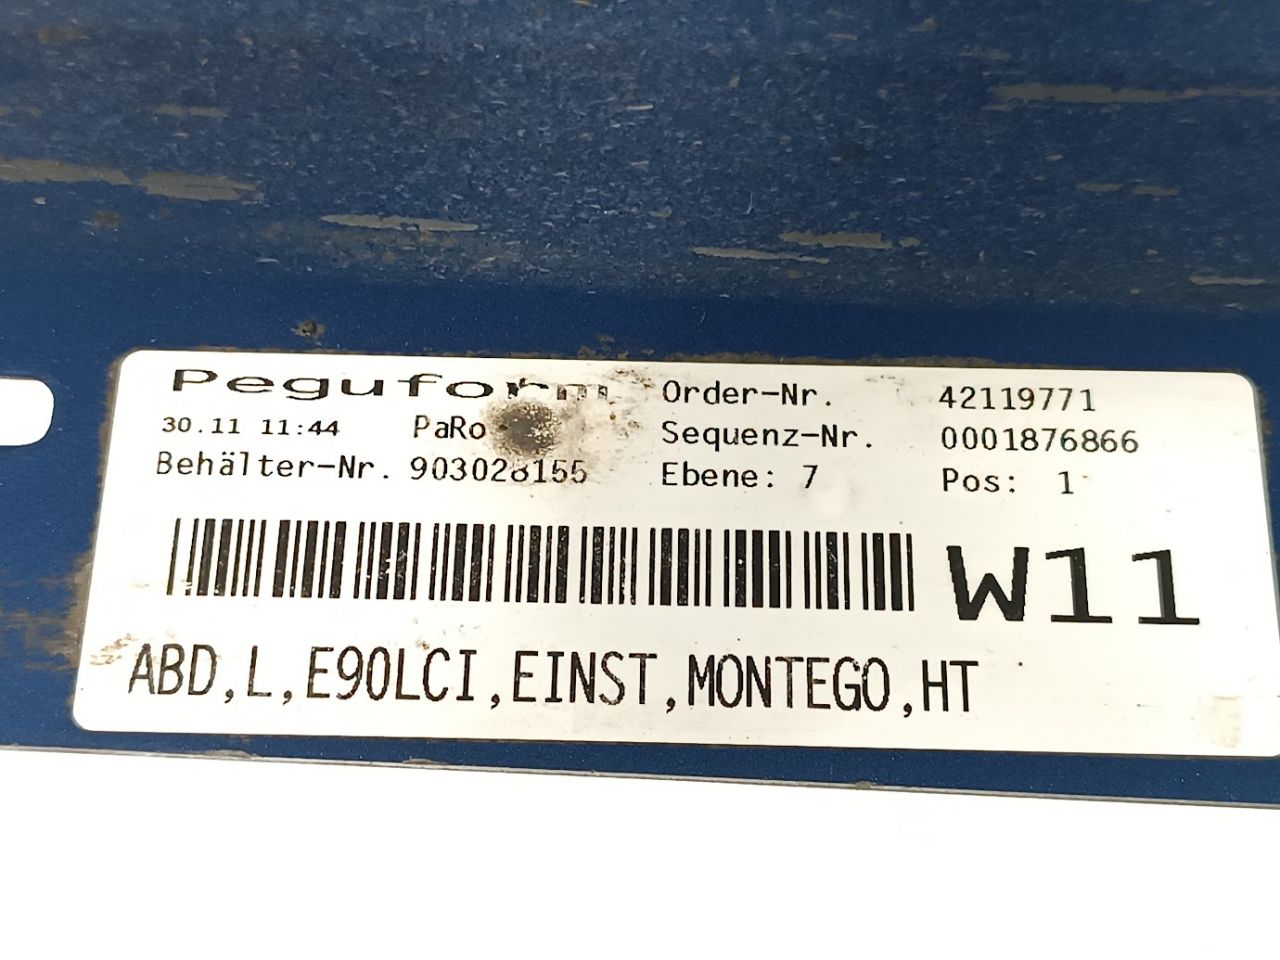 Peguform
Order-Nr. 42119771
30.11 11:44 PaRo
Sequenz-Nr. 0001876866
Behälter-Nr. 903028155
Ebene: 7 Pos: 1
W11
ABD,L,E90LCI,EINST,MONTEGO,HT